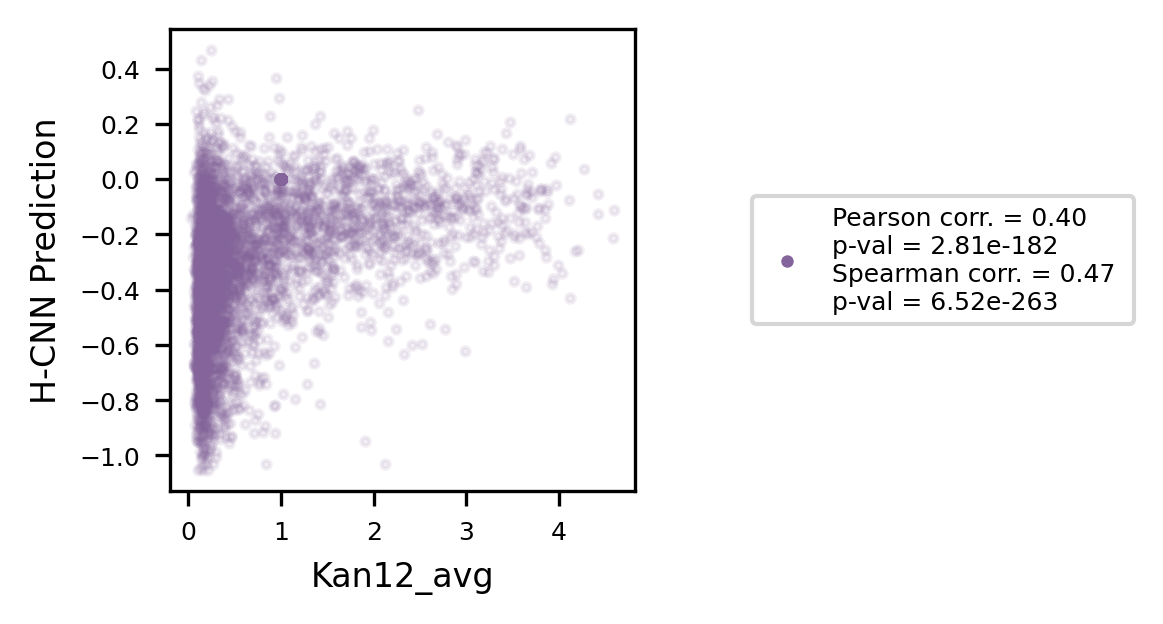 0.4
0.2
0.0
−0.2
−0.4
−0.6
−0.8
−1.0
H-CNN Prediction
0
1
2
3
4
Kan12_avg
Pearson corr. = 0.40
p-val = 2.81e-182
Spearman corr. = 0.47
p-val = 6.52e-263